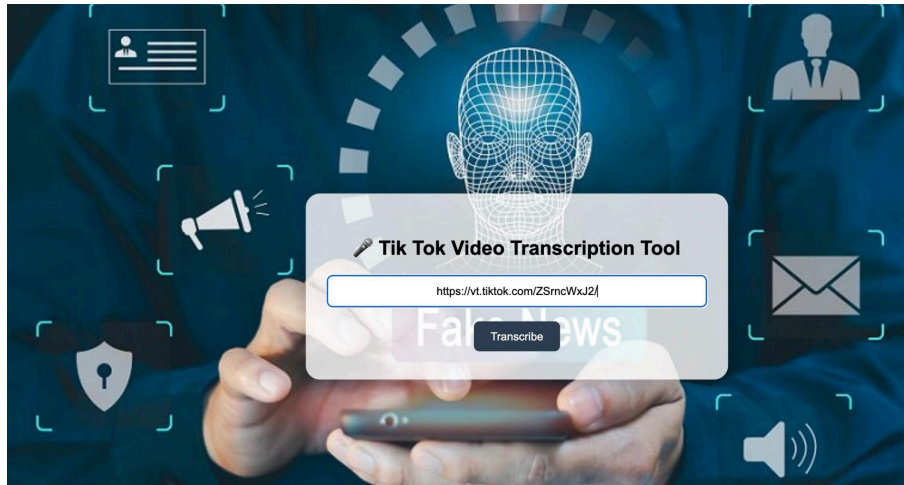 🎤 Tik Tok Video Transcription Tool
https://vt.tiktok.com/ZSrncWxJ2/
Transcribe
Fake News